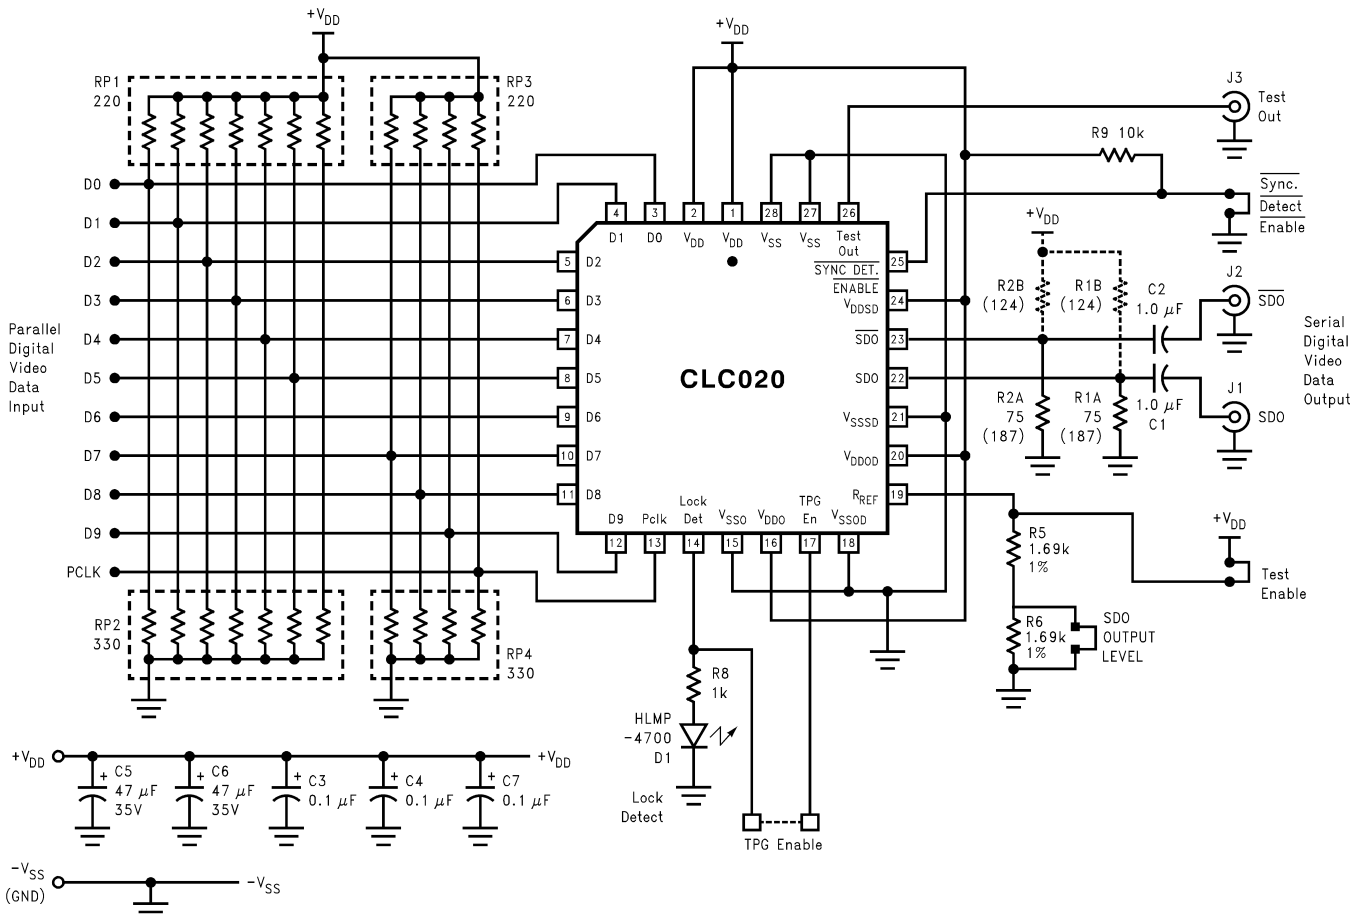 +VDD
+VDD
RP1
220
RP3
220
J3
Test
Out
R9 10k
D0
D1
D2
D3
D4
D5
D6
D7
D8
D9
PCLK
Parallel
Digital
Video
Data
Input
4
3
2
1
28
27
26
D1
D0
VDD
VDD
VSS
VSS
Test
Out
Sync.
Detect
Enable
5
D2
6
D3
7
D4
8
D5
9
D6
10
D7
11
D8
SYNC DET.
25
ENABLE
VDDSD
24
SDO
23
SDO
22
VSSSD
21
VDDOD
20
RREF
19
CLC020
D9
Pclk
Lock
Det
VSSO
VDDO
TPG
En
VSSOD
12
13
14
15
16
17
18
+VDD
R2B
(124)
R1B
(124)
C2
1.0 μF
J2
SDO
R2A
75
(187)
R1A
75
(187)
1.0 μF
C1
J1
SDO
Serial
Digital
Video
Data
Output
+VDD
R5
1.69k
1%
Test
Enable
R6
1.69k
1%
SDO
OUTPUT
LEVEL
RP2
330
RP4
330
R8
1k
HLMP
-4700
D1
Lock
Detect
TPG Enable
+VDD
+VDD
+
C5
47 μF
35V
+
C6
47 μF
35V
+
C3
0.1 μF
+
C4
0.1 μF
+
C7
0.1 μF
-VSS
(GND)
-VSS